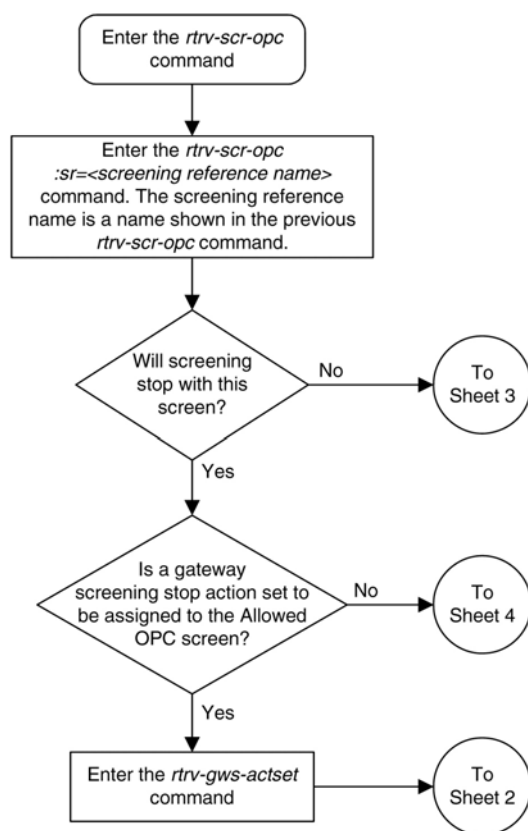 Enter the rtrv-scr-opc
command
Enter the rtrv-scr-opc
:sr=<screening reference name>
command. The screening reference
name is a name shown in the previous
rtrv-scr-opc command.
Will screening
stop with this
screen?
No
To
Sheet 3
Yes
Is a gateway
screening stop action set to
be assigned to the Allowed
OPC screen?
No
To
Sheet 4
Yes
Enter the rtrv-gws-actset
command
To
Sheet 2